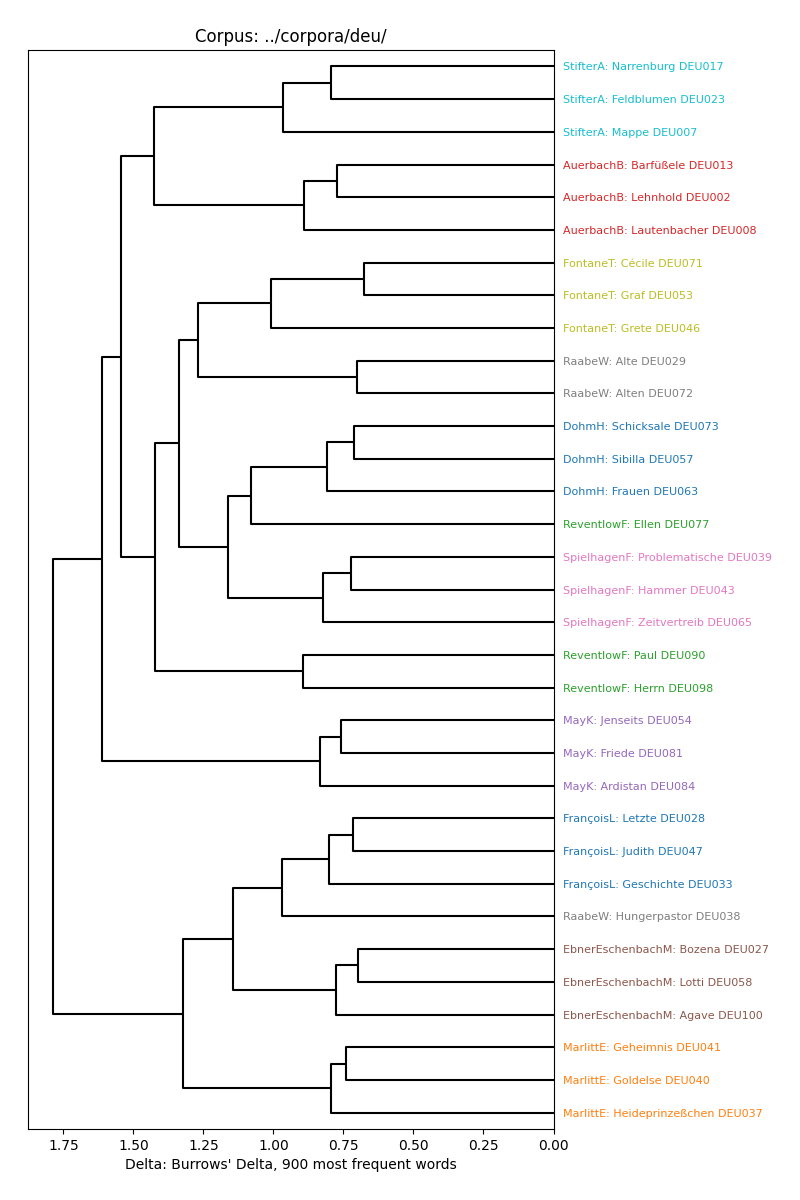 Corpus: ../corpora/deu/
StifterA: Narrenburg DEU017
StifterA: Feldblumen DEU023
StifterA: Mappe DEU007
AuerbachB: Barfüßele DEU013
AuerbachB: Lehnhold DEU002
AuerbachB: Lautenbacher DEU008
FontaneT: Cécile DEU071
FontaneT: Graf DEU053
FontaneT: Grete DEU046
RaabeW: Alte DEU029
RaabeW: Alten DEU072
DohmH: Schicksale DEU073
DohmH: Sibilla DEU057
DohmH: Frauen DEU063
ReventlowF: Ellen DEU077
SpielhagenF: Problematische DEU039
SpielhagenF: Hammer DEU043
SpielhagenF: Zeitvertreib DEU065
ReventlowF: Paul DEU090
ReventlowF: Herrn DEU098
MayK: Jenseits DEU054
MayK: Friede DEU081
MayK: Ardistan DEU084
FrançoisL: Letzte DEU028
FrançoisL: Judith DEU047
FrançoisL: Geschichte DEU033
RaabeW: Hungerpastor DEU038
EbnerEschenbachM: Bozena DEU027
EbnerEschenbachM: Lotti DEU058
EbnerEschenbachM: Agave DEU100
MarlittE: Geheimnis DEU041
MarlittE: Goldelse DEU040
MarlittE: Heideprinzeßchen DEU037
1.75 1.50 1.25 1.00 0.75 0.50 0.25 0.00
Delta: Burrows' Delta, 900 most frequent words